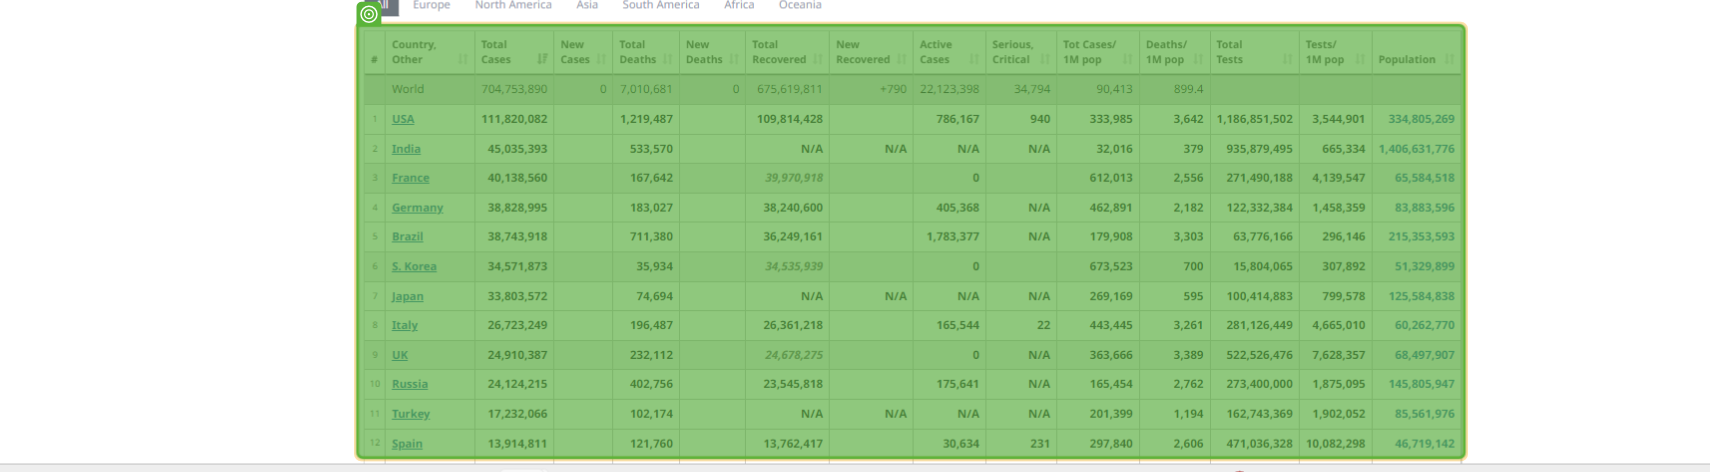 All Europe North America Asia South America Africa Oceania
# Country, Other Total Cases New Cases Total Deaths New Deaths Total Recovered New Recovered Active Cases Serious, Critical Tot Cases/ 1M pop Deaths/ 1M pop Total Tests Tests/ 1M pop Population
World 704,753,890 0 7,010,681 0 675,619,811 +790 22,123,398 34,794 90,413 899.4
1 USA 111,820,082 1,219,487 109,814,428 786,167 940 333,985 3,642 1,186,851,502 3,544,901 334,805,269
2 India 45,035,393 533,570 N/A N/A N/A N/A 32,016 379 935,879,495 665,334 1,406,631,776
3 France 40,138,560 167,642 39,970,918 0 612,013 2,556 271,490,188 4,139,547 65,584,518
4 Germany 38,828,995 183,027 38,240,600 405,368 N/A 462,891 2,182 122,332,384 1,458,359 83,883,596
5 Brazil 38,743,918 711,380 36,249,161 1,783,377 N/A 179,908 3,303 63,776,166 296,146 215,353,593
6 S. Korea 34,571,873 35,934 34,535,939 0 673,523 700 15,804,065 307,892 51,329,899
7 Japan 33,803,572 74,694 N/A N/A N/A N/A 269,169 595 100,414,883 799,578 125,584,838
8 Italy 26,723,249 196,487 26,361,218 165,544 22 443,445 3,261 281,126,449 4,665,010 60,262,770
9 UK 24,910,387 232,112 24,678,275 0 N/A 363,666 3,389 522,526,476 7,628,357 68,497,907
10 Russia 24,124,215 402,756 23,545,818 175,641 N/A 165,454 2,762 273,400,000 1,875,095 145,805,947
11 Turkey 17,232,066 102,174 N/A N/A N/A N/A 201,399 1,194 162,743,369 1,902,052 85,561,976
12 Spain 13,914,811 121,760 13,762,417 30,634 231 297,840 2,606 471,036,328 10,082,298 46,719,142